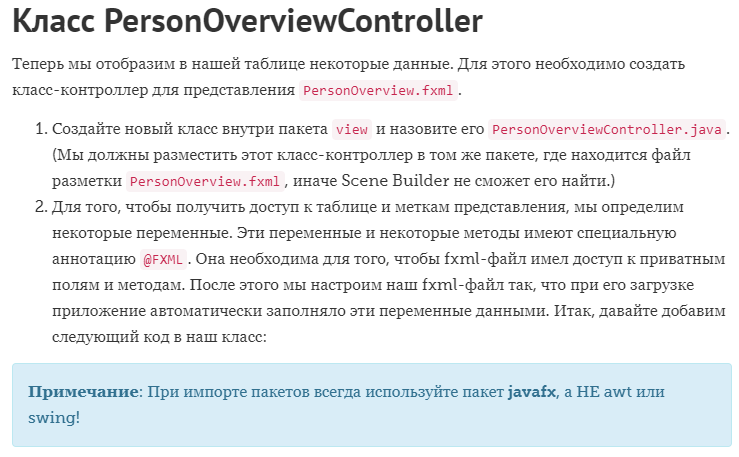 Класс PersonOverviewController
Теперь мы отобразим в нашей таблице некоторые данные. Для этого необходимо создать
класс-контроллер для представления PersonOverview.fxml.
1. Создайте новый класс внутри пакета view и назовите его PersonOverviewController.java.
(Мы должны разместить этот класс-контроллер в том же пакете, где находится файл
разметки PersonOverview.fxml, иначе Scene Builder не сможет его найти.)
2. Для того, чтобы получить доступ к таблице и меткам представления, мы определим
некоторые переменные. Эти переменные и некоторые методы имеют специальную
аннотацию @FXML. Она необходима для того, чтобы fxml-файл имел доступ к приватным
полям и методам. После этого мы настроим наш fxml-файл так, что при его загрузке
приложение автоматически заполняло эти переменные данными. Итак, давайте добавим
следующий код в наш класс:
Примечание: При импорте пакетов всегда используйте пакет javafx, а НЕ awt или
swing!